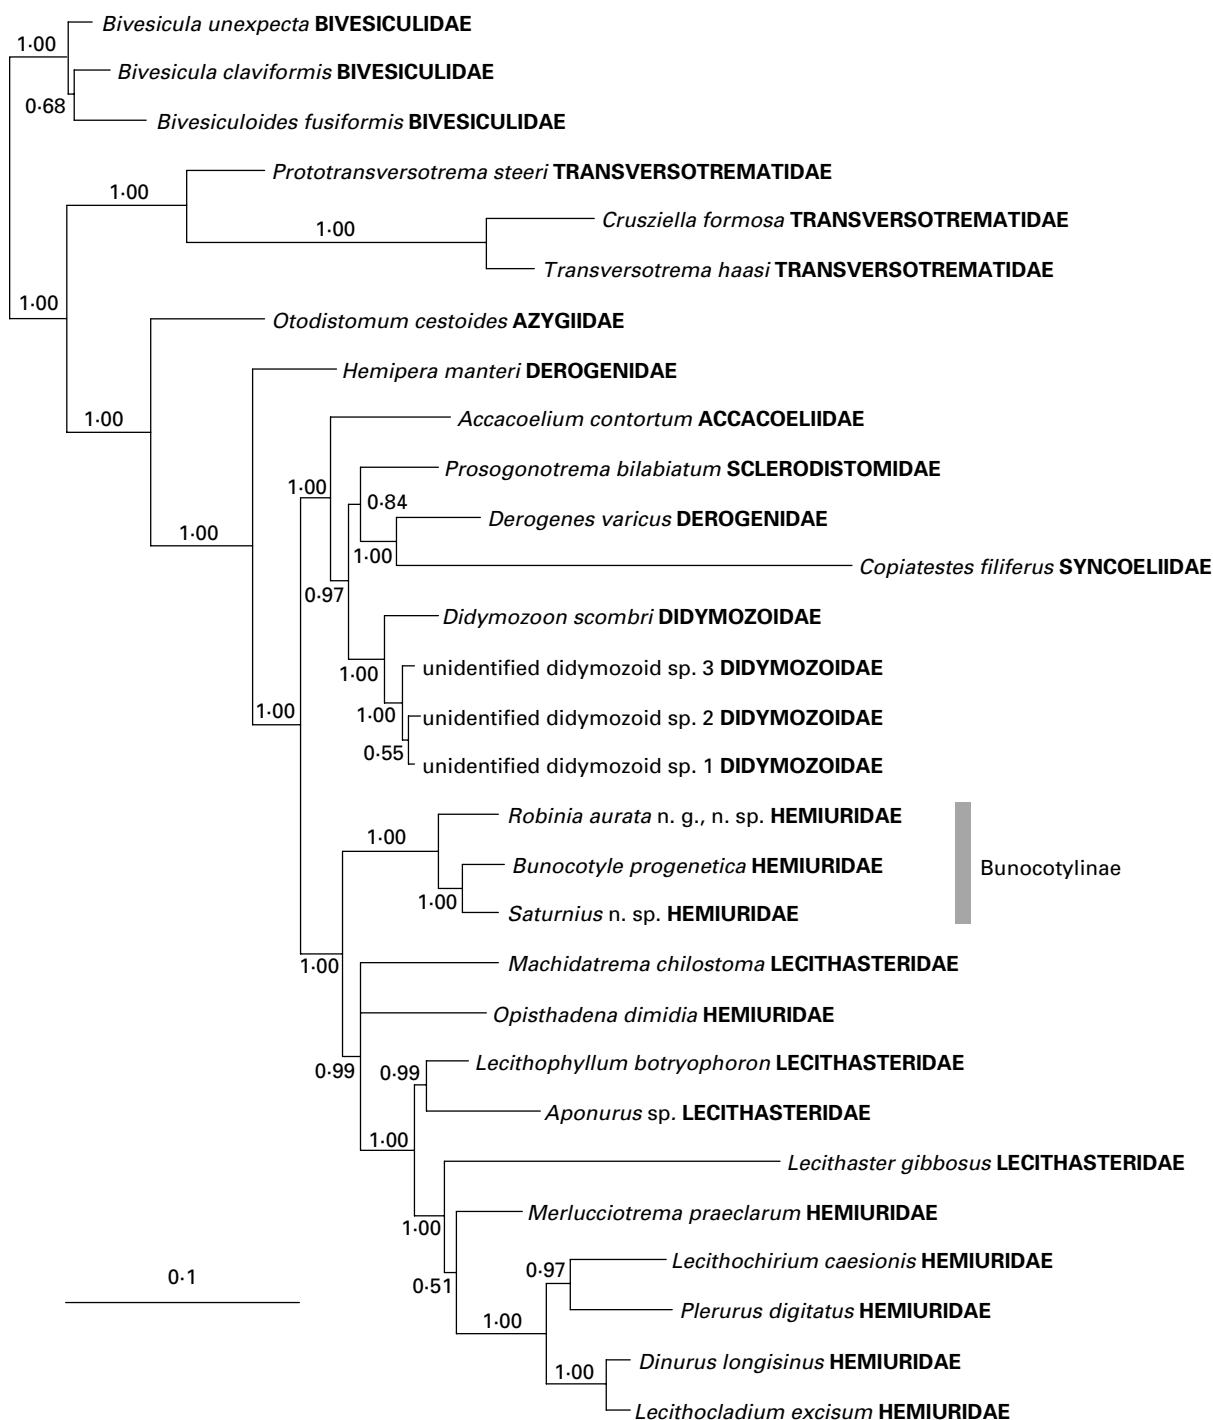 Bivesicula unexpecta BIVESICULIDAE
1·00
Bivesicula claviformis BIVESICULIDAE
0·68
Bivesiculoides fusiformis BIVESICULIDAE
Prototransversotrema steeri TRANSVERSOTREMATIDAE
1·00
Crusziella formosa TRANSVERSOTREMATIDAE
1·00
Transversotrema haasi TRANSVERSOTREMATIDAE
1·00
Otodistomum cestoides AZYGIIDAE
Hemipera manteri DEROGENIDAE
1·00
Accacoelium contortum ACCACOELIIDAE
Prosogonotrema bilabiatum SCLERODISTOMIDAE
1·00
0·84
Derogenes varicus DEROGENIDAE
1·00
1·00
Copiatestes filiferus SYNCOELIIDAE
0·97
Didymozoon scombri DIDYMOZOIDAE
unidentified didymozoid sp. 3 DIDYMOZOIDAE
1·00
1·00
1·00
unidentified didymozoid sp. 2 DIDYMOZOIDAE
0·55
unidentified didymozoid sp. 1 DIDYMOZOIDAE
Robinia aurata n. g., n. sp. HEMIURIDAE
1·00
Bunocotyle progenetica HEMIURIDAE
Bunocotylinae
1·00
Saturnius n. sp. HEMIURIDAE
1·00
Machidatrema chilostoma LECITHASTERIDAE
Opisthadena dimidia HEMIURIDAE
0·99
0·99
Lecithophyllum botryophoron LECITHASTERIDAE
Aponurus sp. LECITHASTERIDAE
1·00
Lecithaster gibbosus LECITHASTERIDAE
Merlucciotrema praeclarum HEMIURIDAE
1·00
Lecithochirium caesionis HEMIURIDAE
0·97
0·1
0·51
Plerurus digitatus HEMIURIDAE
1·00
Dinurus longisinus HEMIURIDAE
1·00
Lecithocladium excisum HEMIURIDAE